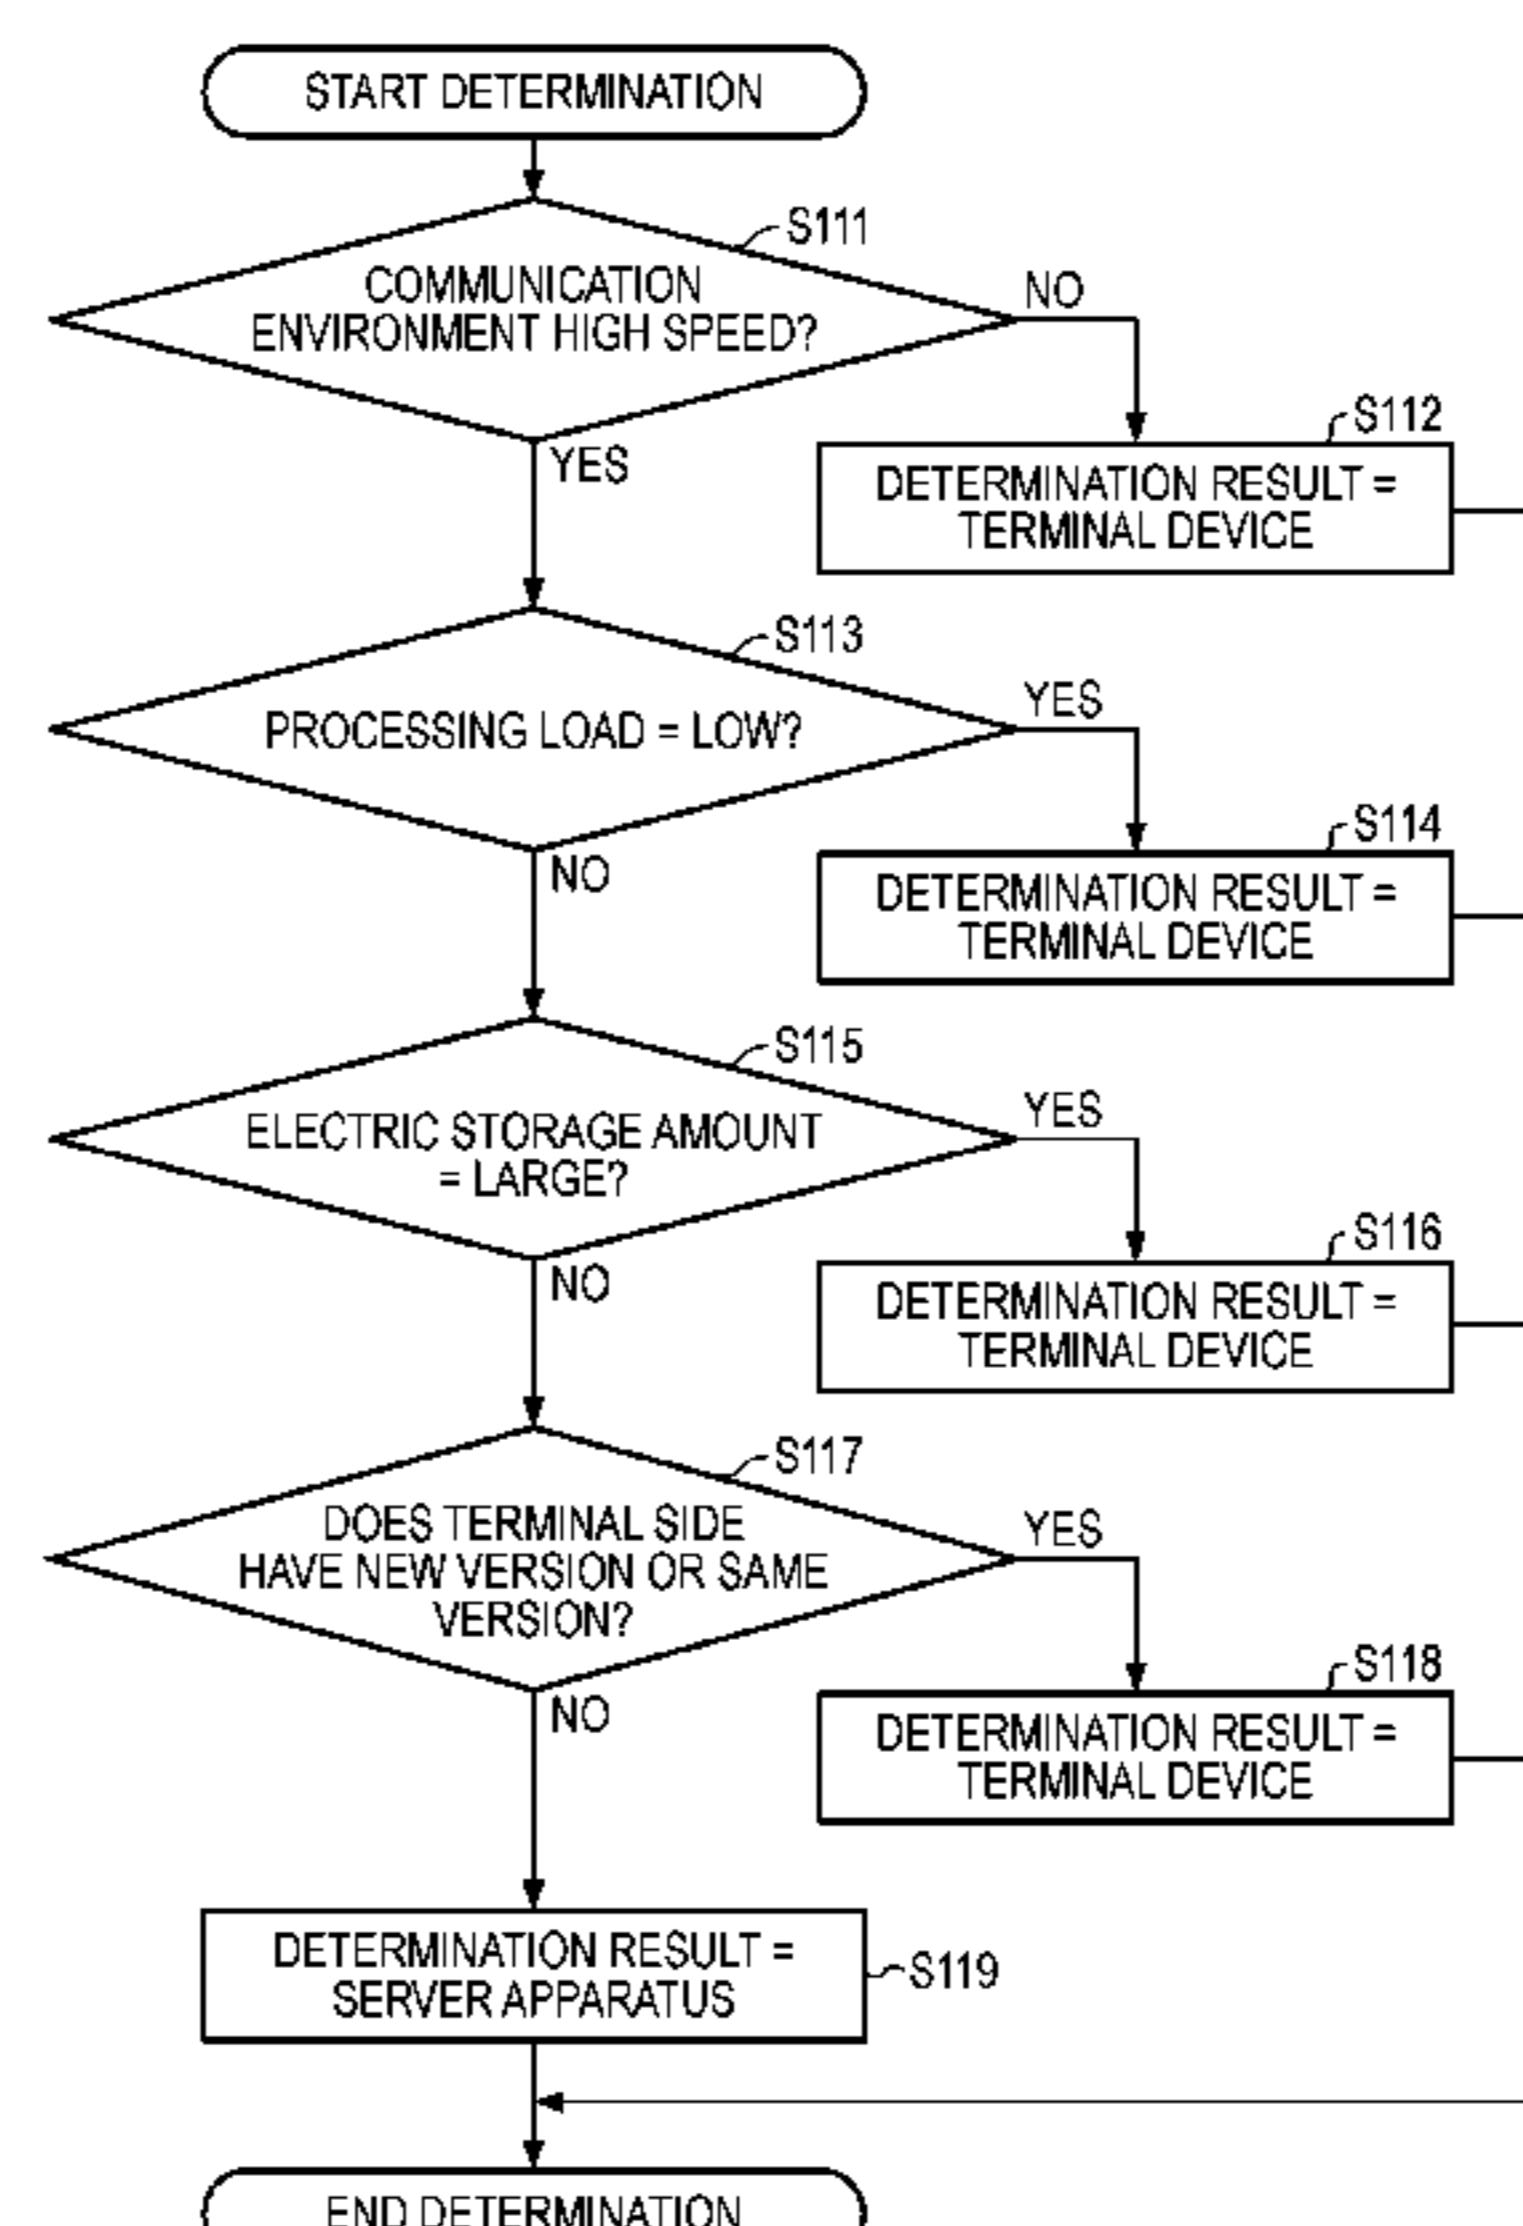 START DETERMINATION
S111
COMMUNICATION
ENVIRONMENT HIGH SPEED?
NO
YES
S112
DETERMINATION RESULT =
TERMINAL DEVICE
S113
PROCESSING LOAD = LOW?
YES
NO
S114
DETERMINATION RESULT =
TERMINAL DEVICE
S115
ELECTRIC STORAGE AMOUNT
= LARGE?
YES
NO
S116
DETERMINATION RESULT =
TERMINAL DEVICE
S117
DOES TERMINAL SIDE
HAVE NEW VERSION OR SAME
VERSION?
YES
NO
S118
DETERMINATION RESULT =
TERMINAL DEVICE
DETERMINATION RESULT =
SERVER APPARATUS
S119
END DETERMINATION